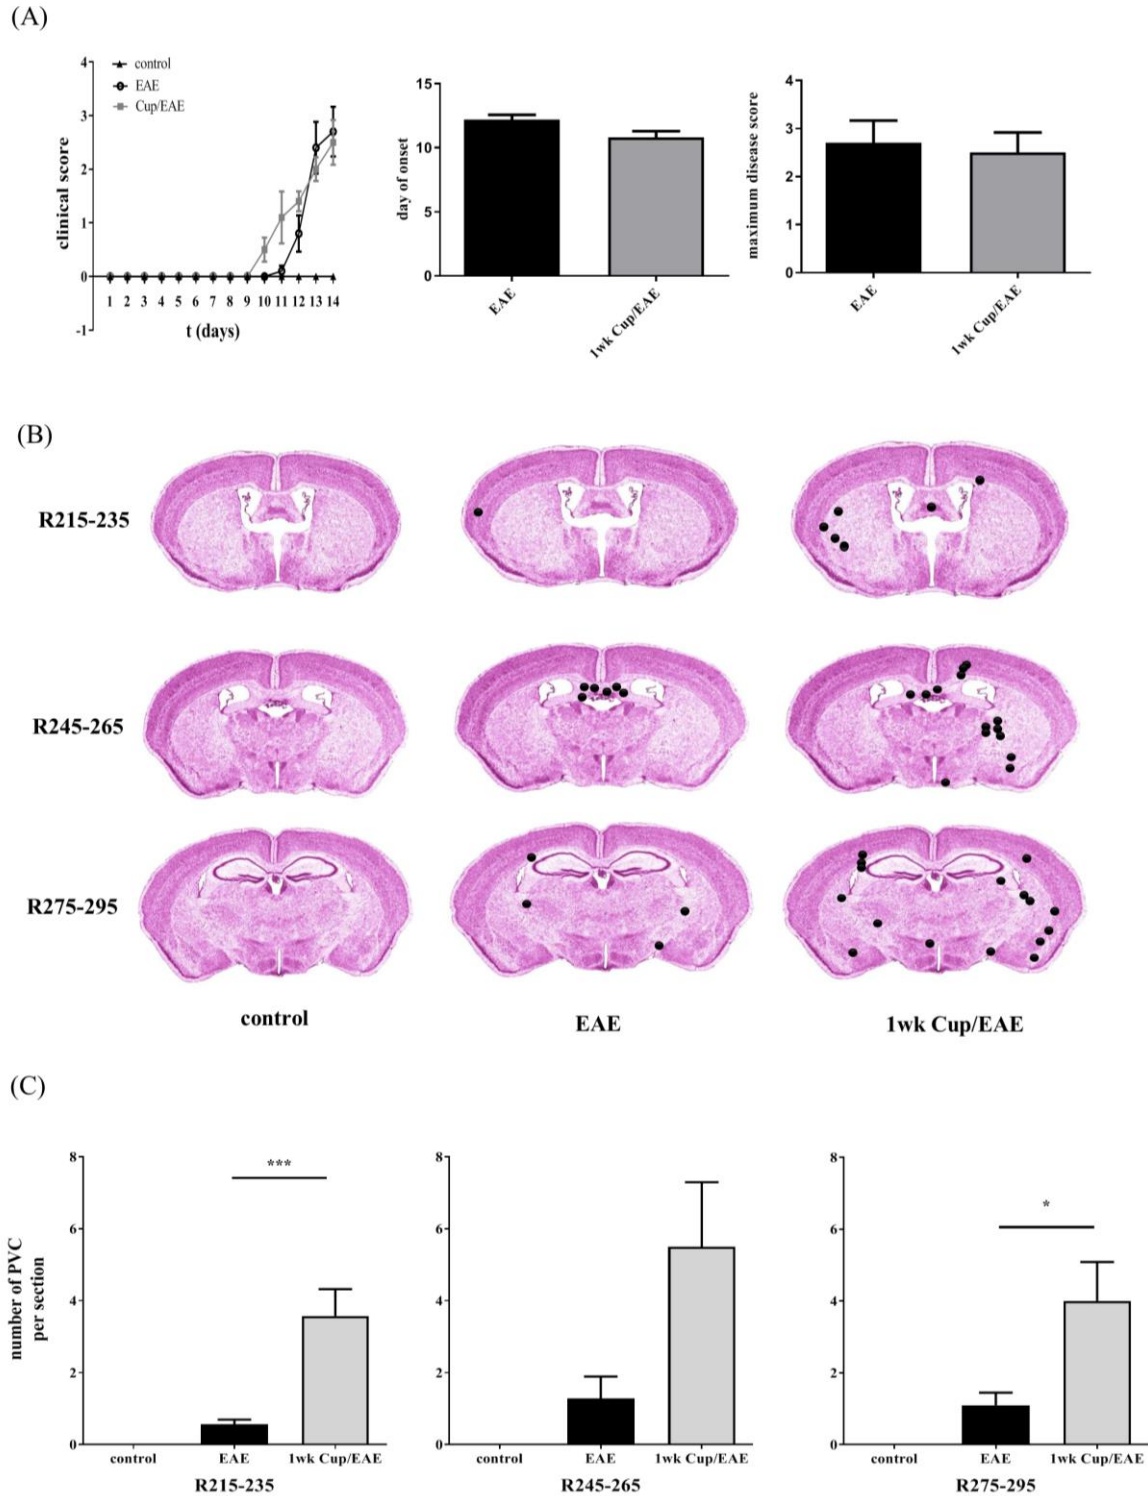 (A)
4
3
2
1
0
-1
clinical score
control
EAE
Cup/EAE
1 2 3 4 5 6 7 8 9 10 11 12 13 14
t (days)
15
10
5
0
day of onset
EAE
1wk Cup/EAE
4
3
2
1
0
maximum disease score
EAE
1wk Cup/EAE
(B)
R215-235
R245-265
R275-295
control
EAE
1wk Cup/EAE
(C)
number of PVC
per section
8
6
4
2
0
***
control EAE 1wk Cup/EAE
R215-235
8
6
4
2
0
control EAE 1wk Cup/EAE
R245-265
8
6
4
2
0
*
control EAE 1wk Cup/EAE
R275-295